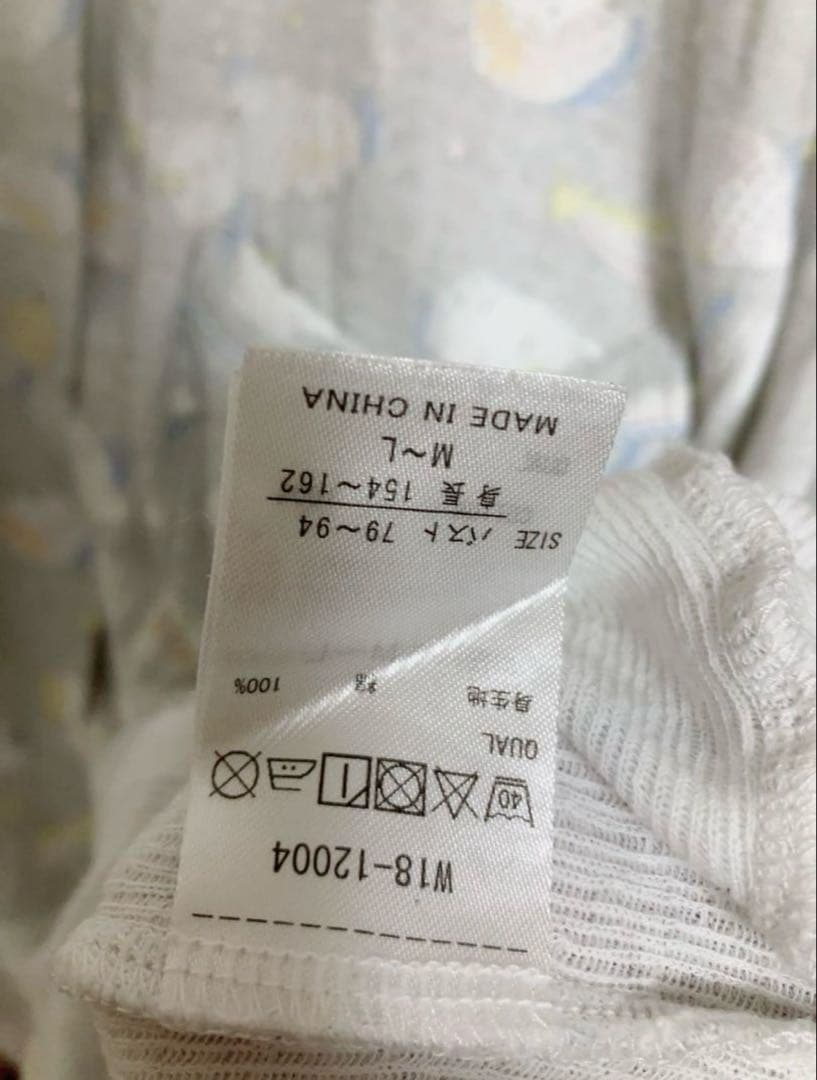 W18-12004
40
QUAL
身生地 綿 100%
SIZE バスト 79～94
身長 154～162
M～L
MADE IN CHINA